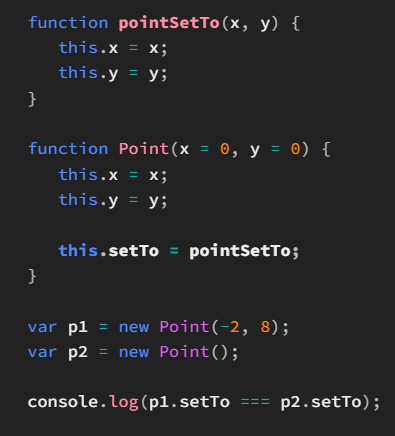 function pointSetTo(x, y) {
this.x = x;
this.y = y;
}
function Point(x = 0, y = 0) {
this.x = x;
this.y = y;
this.setTo = pointSetTo;
}
var p1 = new Point(-2, 8);
var p2 = new Point();
console.log(p1.setTo === p2.setTo);